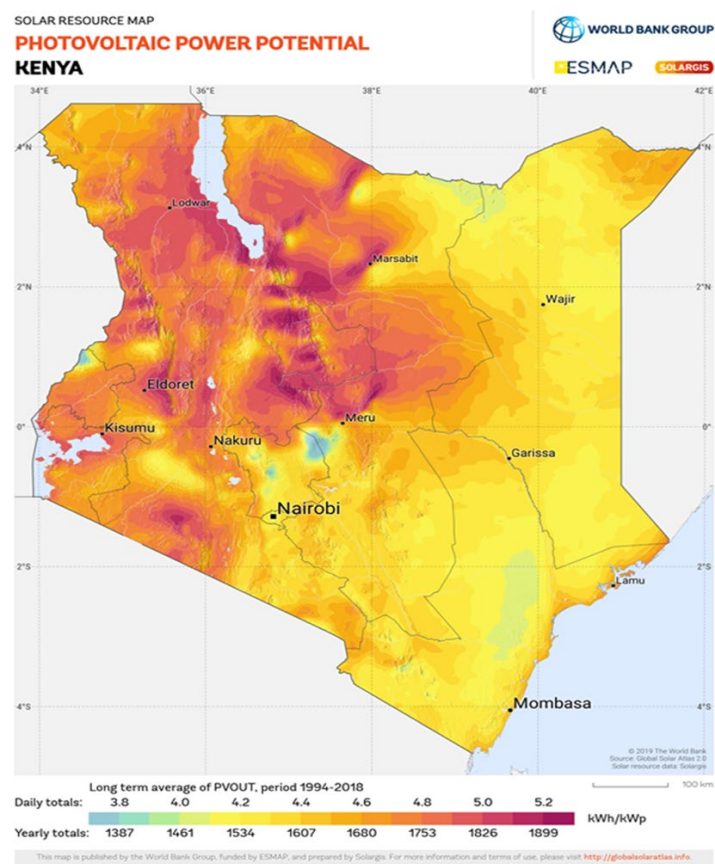 SOLAR RESOURCE MAP
PHOTOVOLTAIC POWER POTENTIAL
KENYA
WORLD BANK GROUP
ESMAP
SOLARGIS
34°E 36°E 38°E 40°E 42°E
4°N 4°N
Lodwar
Marsabit
2°N 2°N
Wajir
Eldoret
Meru
0° 0°
Kisumu
Nakuru
Garissa
Nairobi
2°S 2°S
Lamu
Mombasa
4°S 4°S
© 2019 The World Bank
Source: Global Solar Atlas 2.0
Solar resource data: Solargis
100 km
Long term average of PVOUT, period 1994-2018
Daily totals: 3.8 4.0 4.2 4.4 4.6 4.8 5.0 5.2
kWh/kWp
Yearly totals: 1387 1461 1534 1607 1680 1753 1826 1899
This map is published by the World Bank Group, funded by ESMAP, and prepared by Solargis. For more information and terms of use, please visit http://globalsolaratlas.info.